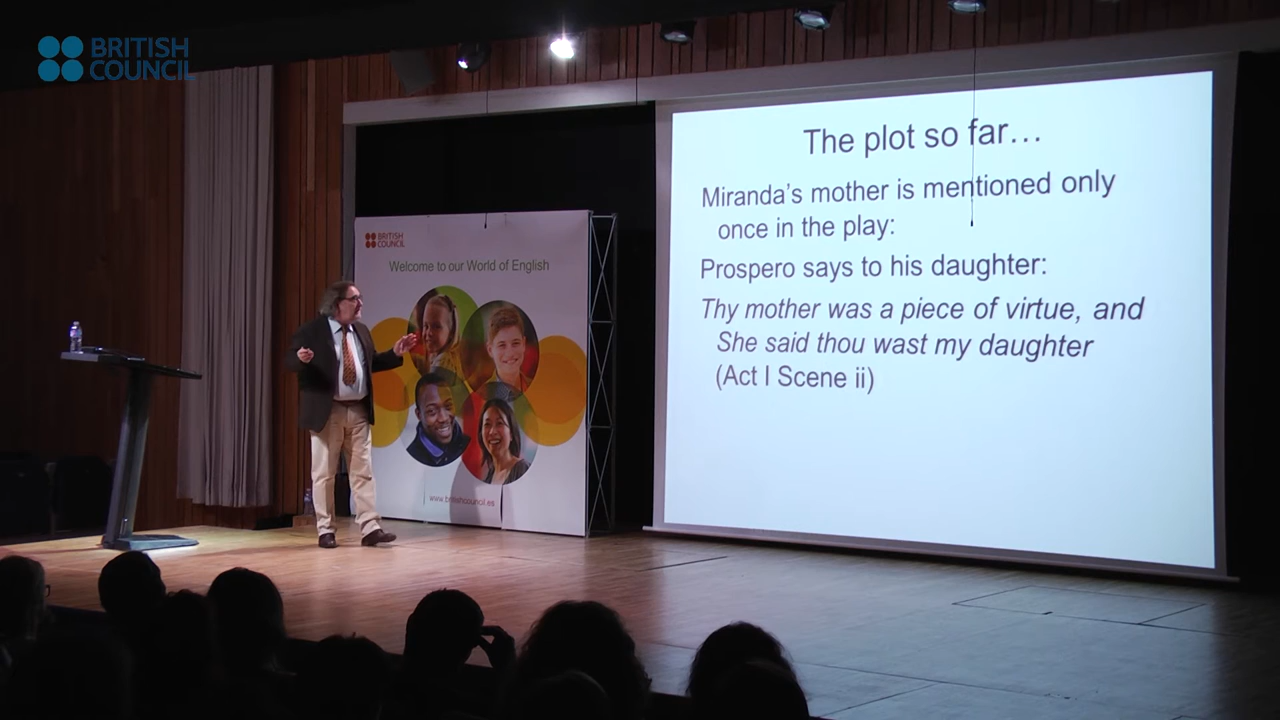 BRITISH
COUNCIL
BRITISH
COUNCIL
Welcome to our World of English
www.britishcouncil.es
The plot so far…
Miranda's mother is mentioned only
once in the play:
Prospero says to his daughter:
Thy mother was a piece of virtue, and
She said thou wast my daughter
(Act I Scene ii)